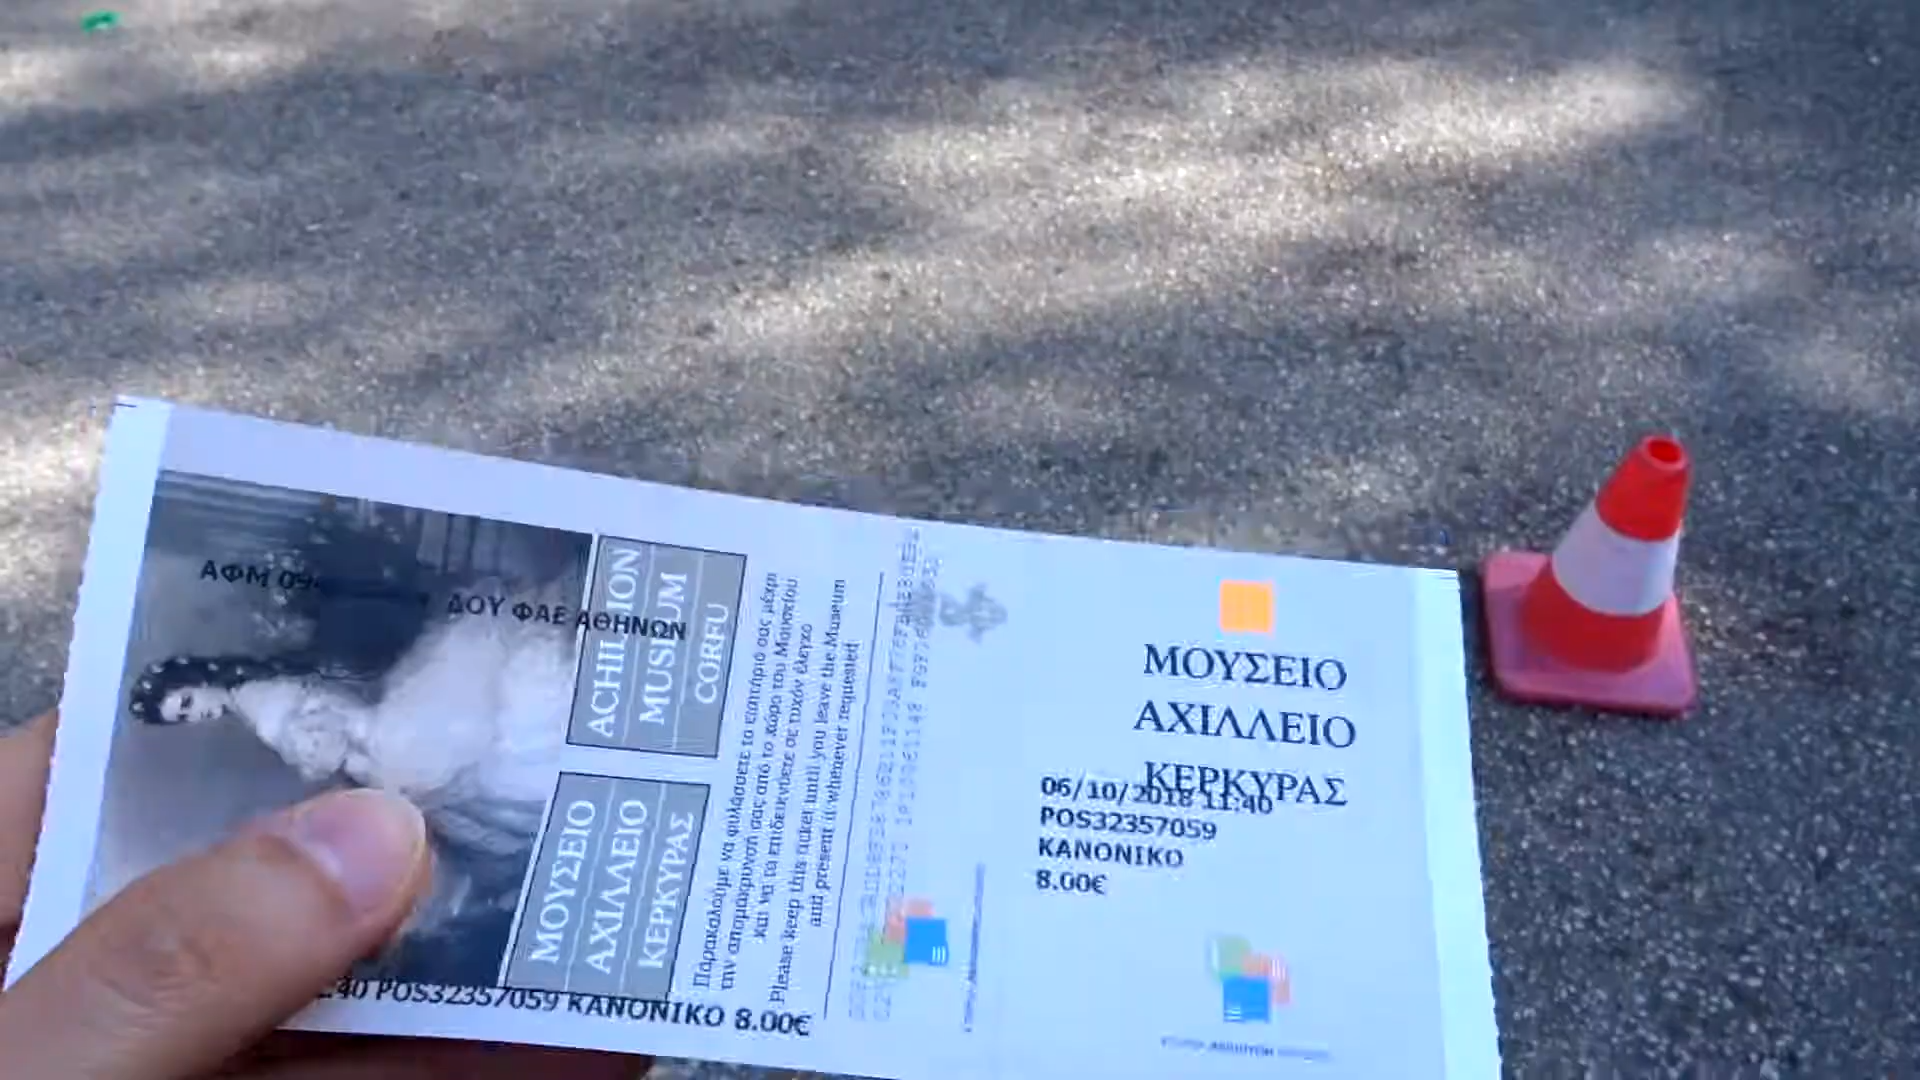 ΑΦΜ 09
ΔΟΥ ΦΑΕ ΑΘΗΝΩΝ
ACHILLION
MUSEUM
CORFU
ΜΟΥΣΕΙΟ
ΑΧΙΛΛΕΙΟ
ΚΕΡΚΥΡΑΣ
Παρακαλούμε να φυλάσσετε το εισιτήριό σας μέχρι
την απομάκρυνσή σας από το χώρο του Μουσείου
και να το επιδεικνύετε σε τυχόν έλεγχο
Please keep this ticket until you leave the Museum
and present it whenever requested
:40 POS32357059 ΚΑΝΟΝΙΚΟ 8.00€
ΜΟΥΣΕΙΟ
ΑΧΙΛΛΕΙΟ
ΚΕΡΚΥΡΑΣ
06/10/2018 11:40
POS32357059
ΚΑΝΟΝΙΚΟ
8.00€